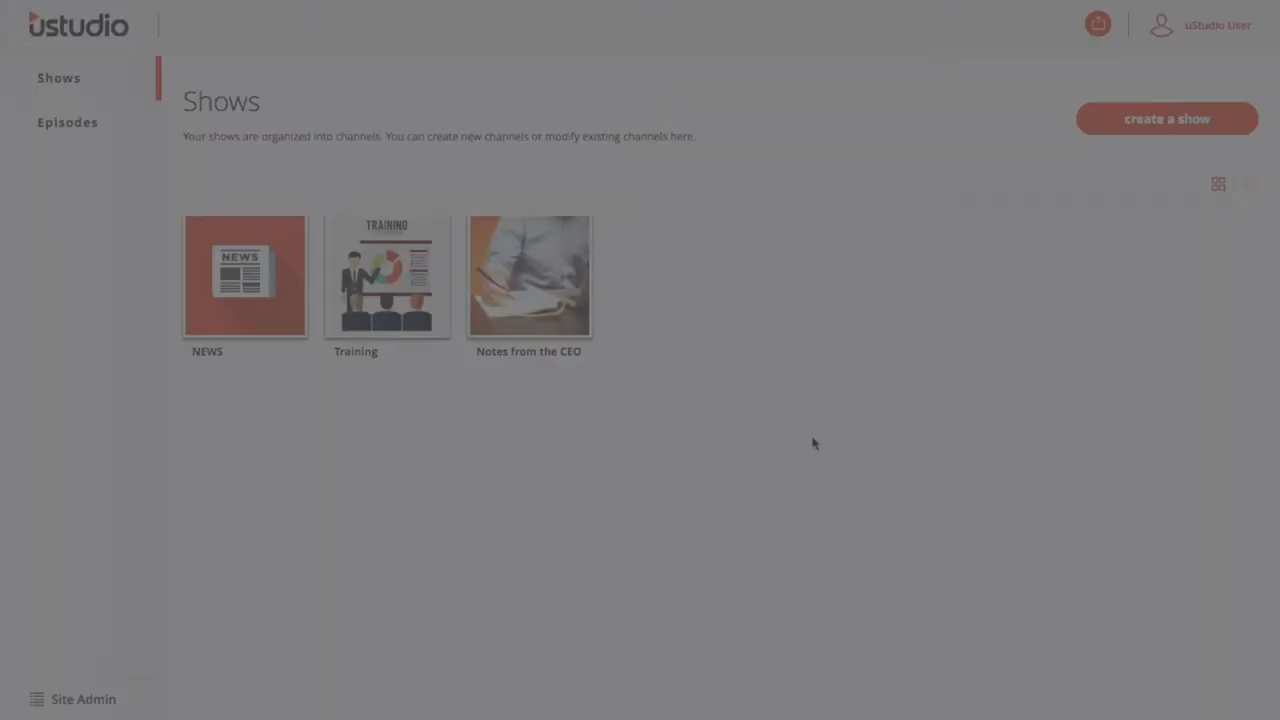 ustudio
uStudio User
Shows
Episodes
Shows
Your shows are organized into channels. You can create new channels or modify existing channels here.
create a show
NEWS
TRAINING
NEWS
Training
Notes from the CEO
Site Admin